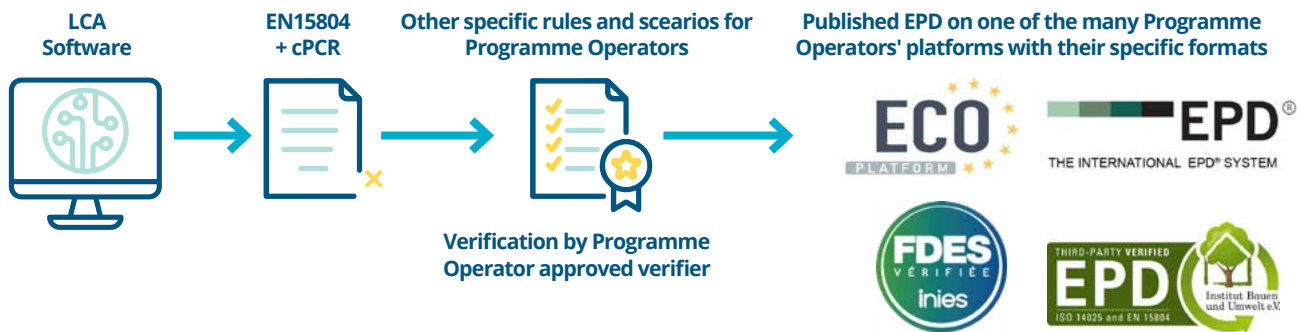 LCA
Software
EN15804
+ cPCR
Other specific rules and scearios for
Programme Operators
Published EPD on one of the many Programme
Operators' platforms with their specific formats
Verification by Programme
Operator approved verifier
ECO
PLATFORM
EPD®
THE INTERNATIONAL EPD® SYSTEM
FDES
VÉRIFIÉE
inies
THIRD-PARTY VERIFIED
EPD
ISO 14025 and EN 15804
Institut Bauen
und Umwelt e.V.